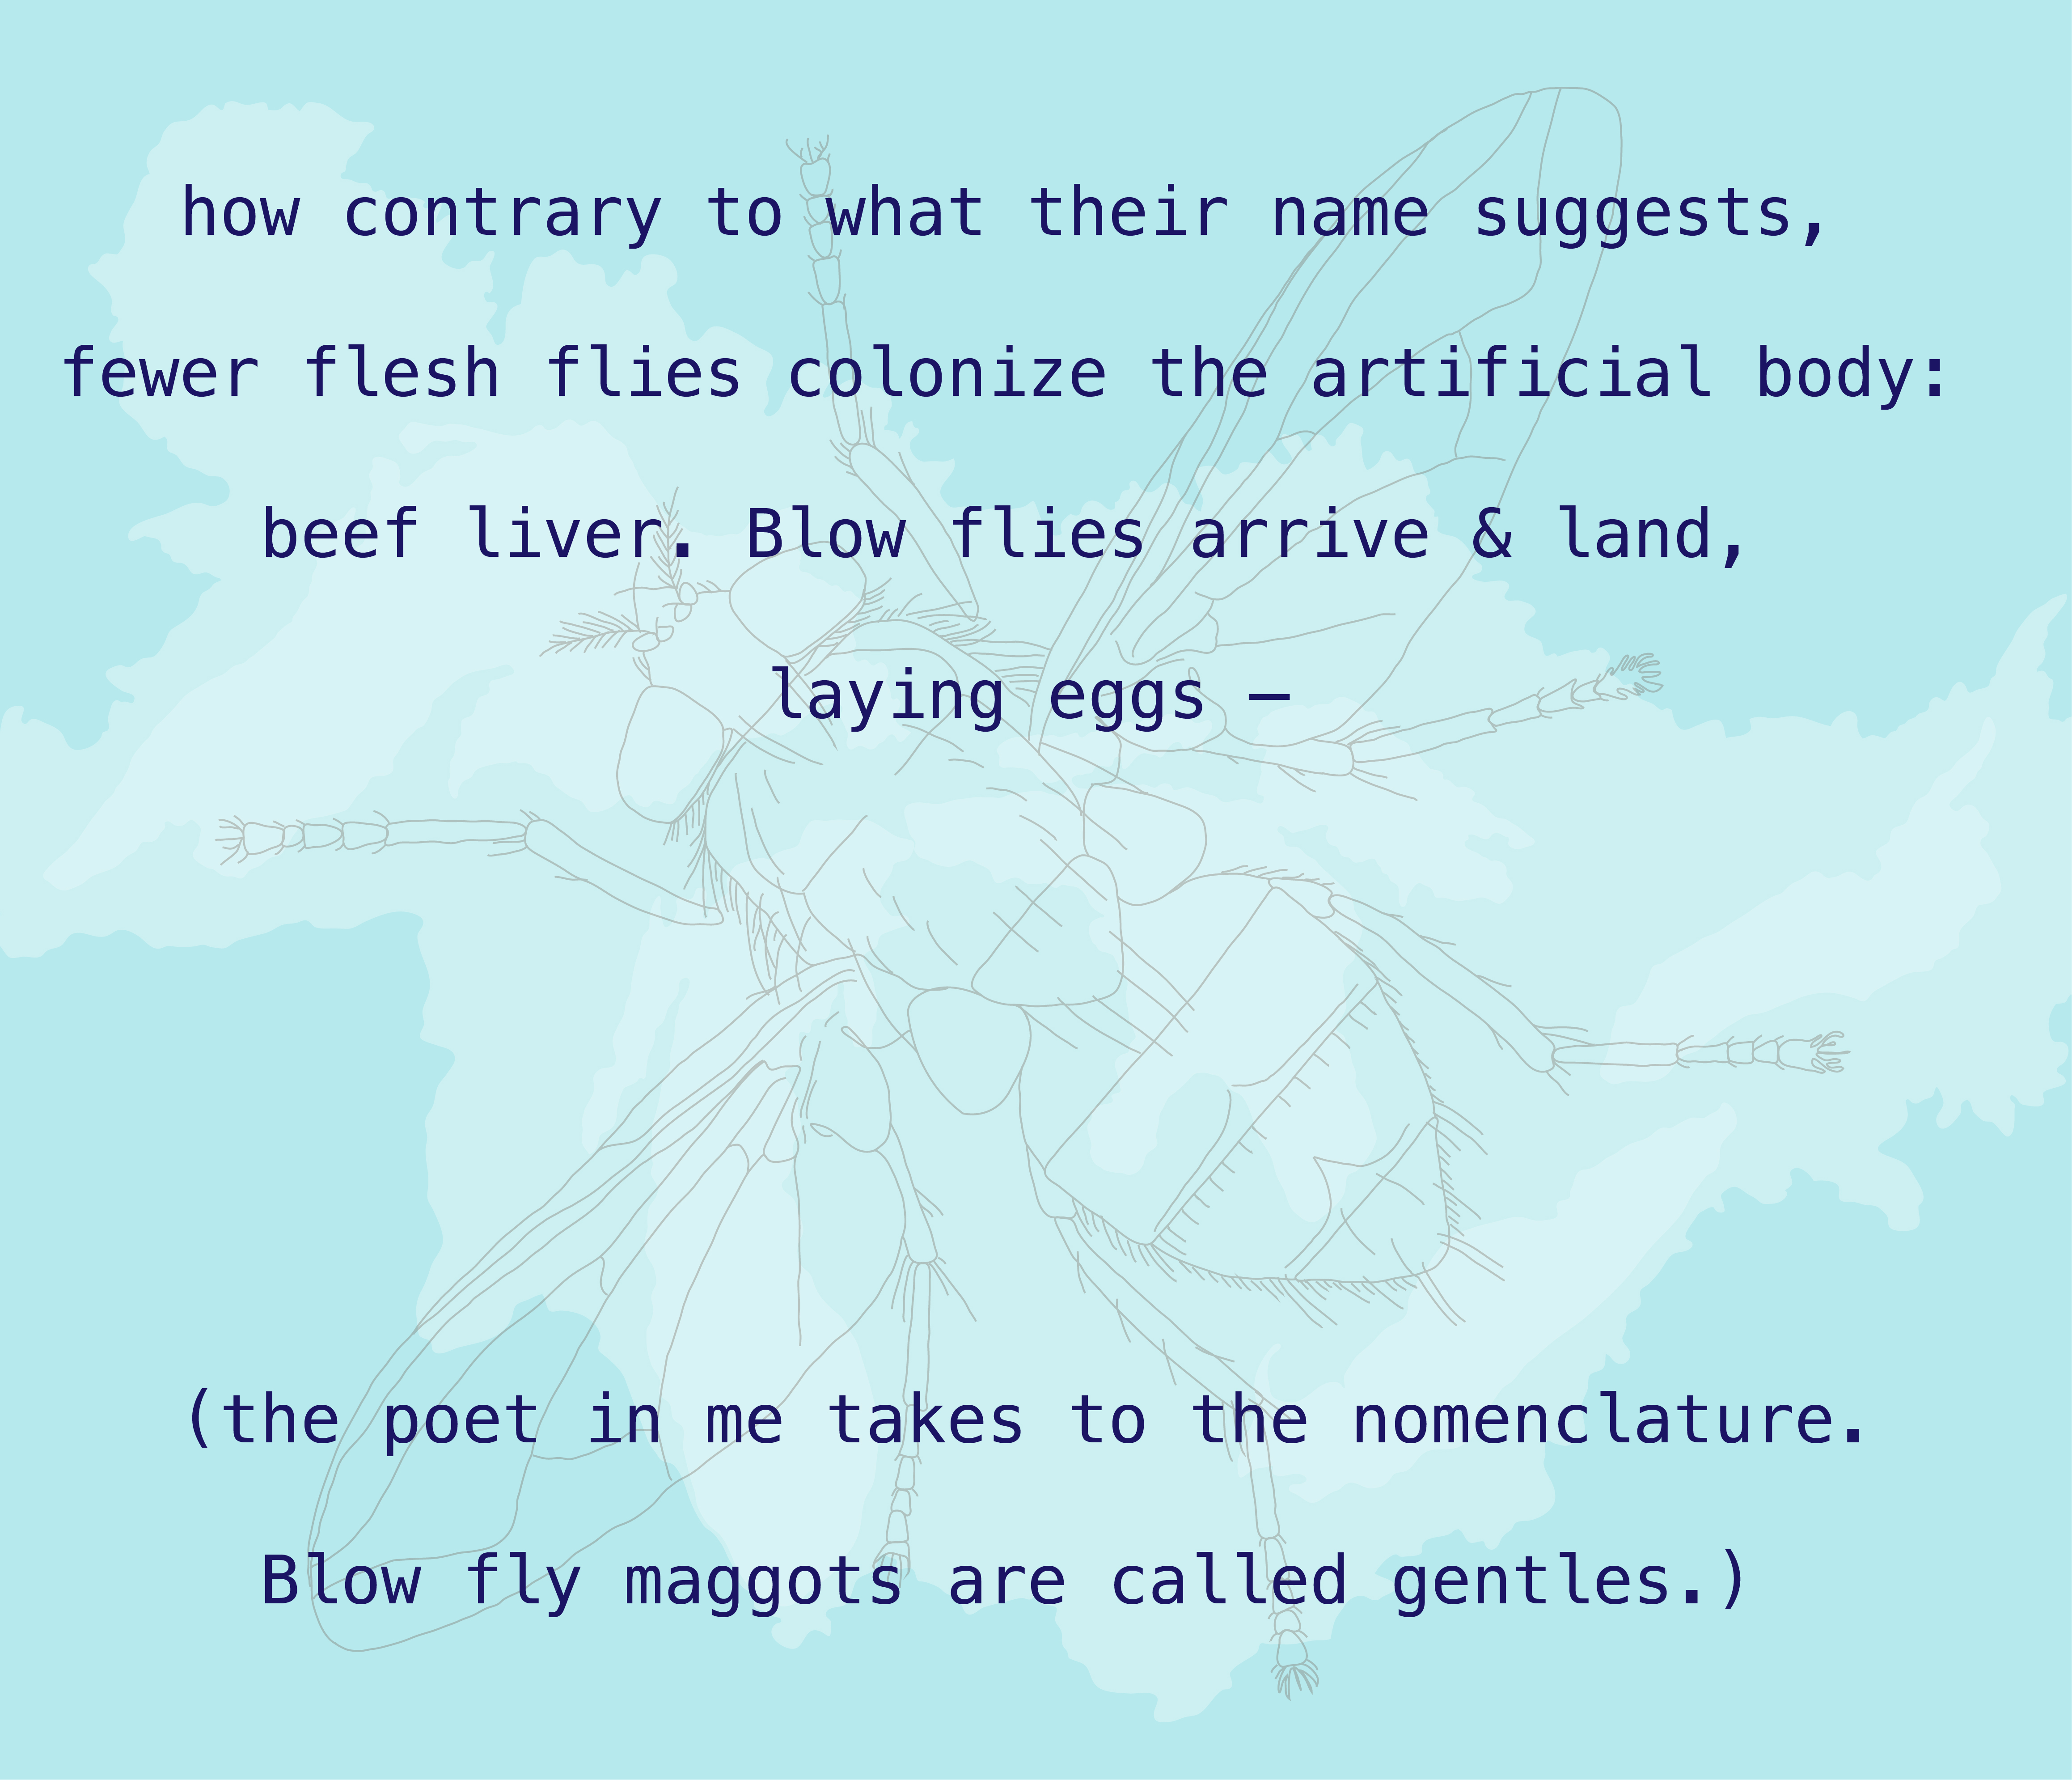 how contrary to what their name suggests,
fewer flesh flies colonize the artificial body:
beef liver. Blow flies arrive & land,
laying eggs —
(the poet in me takes to the nomenclature.
Blow fly maggots are called gentles.)